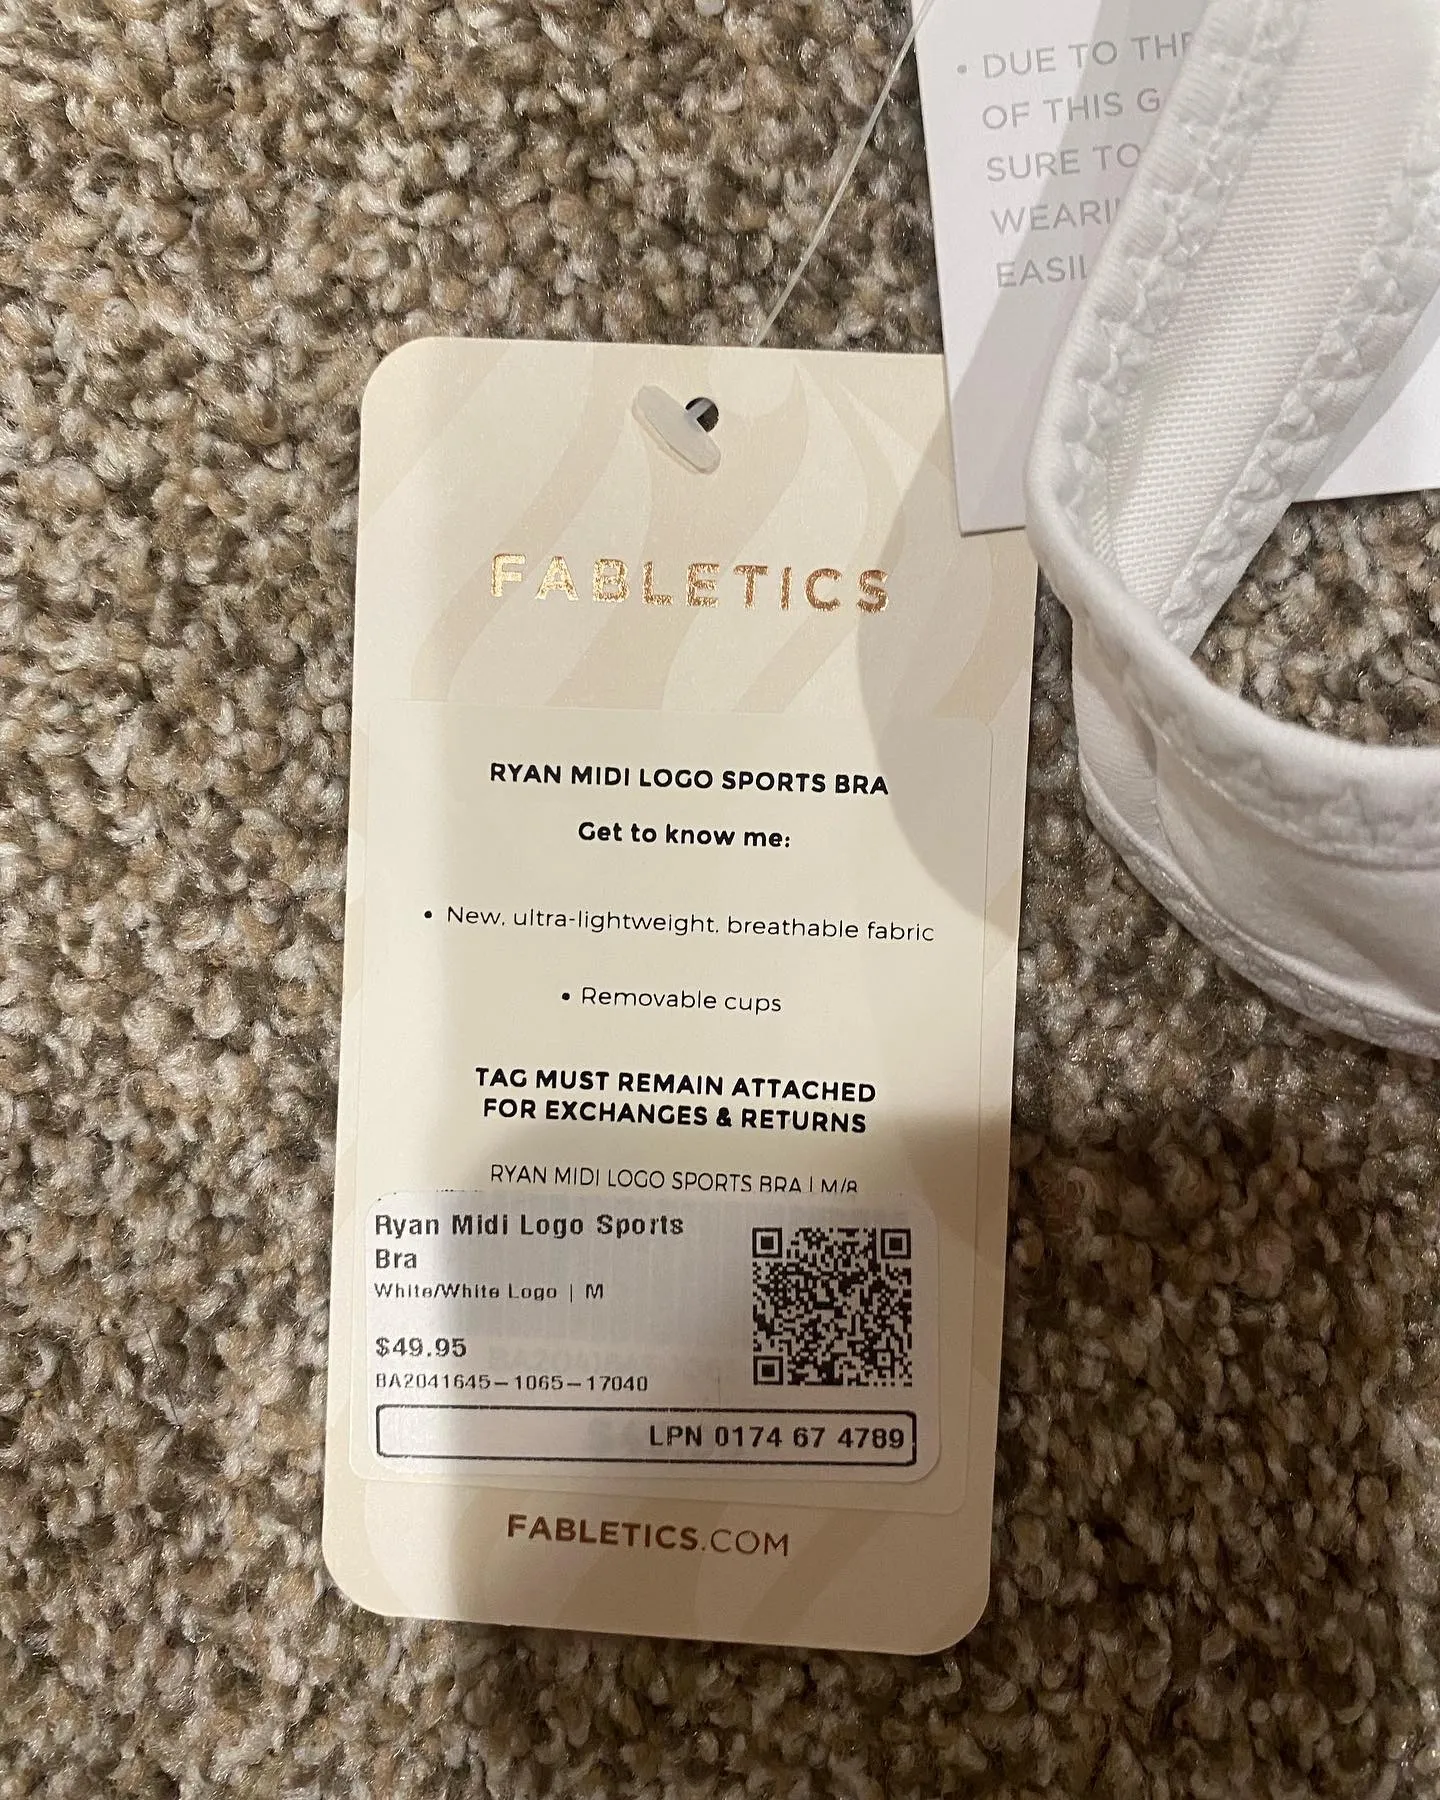 • DUE TO THE
OF THIS G
SURE TO
WEARI
EASIL
FABLETICS
RYAN MIDI LOGO SPORTS BRA
Get to know me:
• New, ultra-lightweight, breathable fabric
• Removable cups
TAG MUST REMAIN ATTACHED
FOR EXCHANGES & RETURNS
RYAN MIDI LOGO SPORTS BRA | M/8
Ryan Midi Logo Sports
Bra
White/White Logo | M
$49.95
BA2041645-1065-17040
LPN 0174 67 4789
FABLETICS.COM